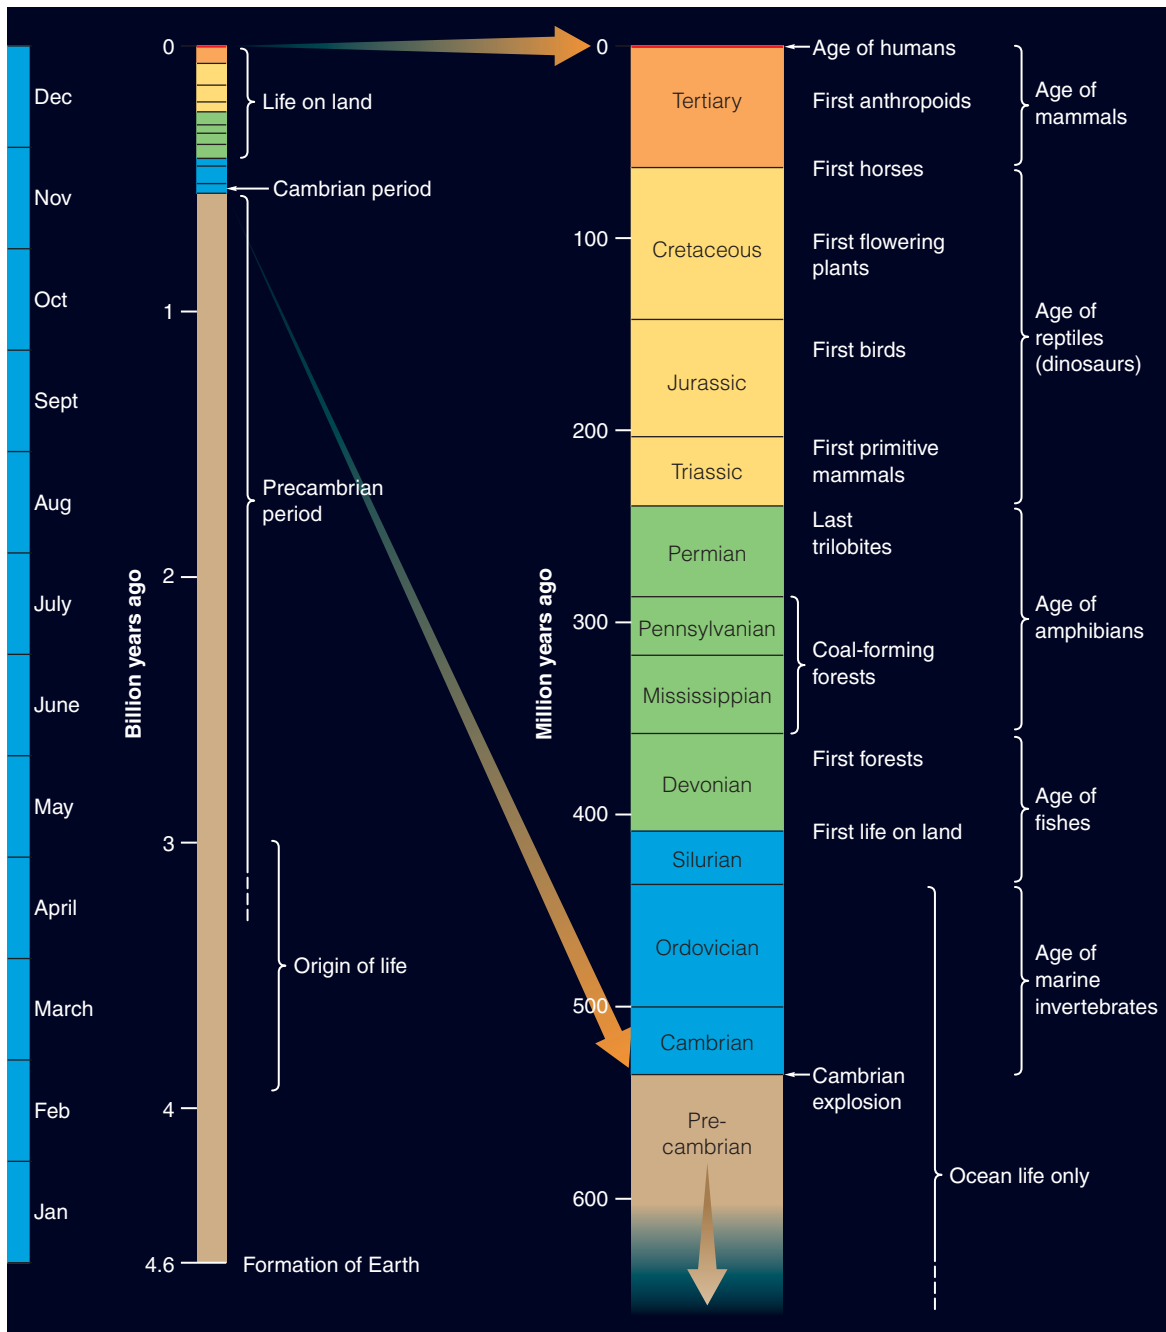 Dec
Nov
Oct
Sept
Aug
July
June
May
April
March
Feb
Jan
Billion years ago
0
1
2
3
4
4.6
Life on land
Cambrian period
Precambrian
period
Origin of life
Formation of Earth
Million years ago
0
100
200
300
400
500
600
Tertiary
Cretaceous
Jurassic
Triassic
Permian
Pennsylvanian
Mississippian
Devonian
Silurian
Ordovician
Cambrian
Pre-
cambrian
Age of humans
First anthropoids
First horses
First flowering
plants
First birds
First primitive
mammals
Last
trilobites
Coal-forming
forests
First forests
First life on land
Cambrian
explosion
Ocean life only
Age of
mammals
Age of
reptiles
(dinosaurs)
Age of
amphibians
Age of
fishes
Age of
marine
invertebrates